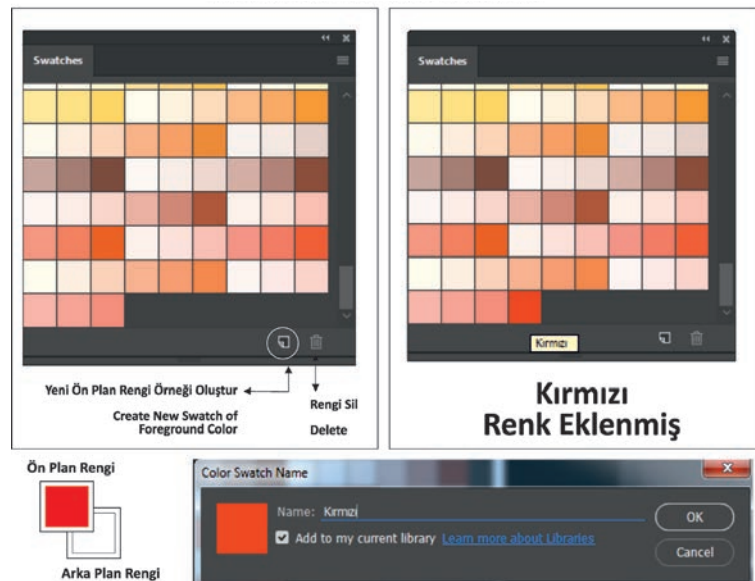 Swatches
Yeni Ön Plan Rengi Örneği Oluştur
Create New Swatch of
Foreground Color
Rengi Sil
Delete
Swatches
Kırmızı
Kırmızı
Renk Eklenmiş
Ön Plan Rengi
Arka Plan Rengi
Color Swatch Name
Name: Kırmızı
Add to my current library Learn more about Libraries
OK
Cancel